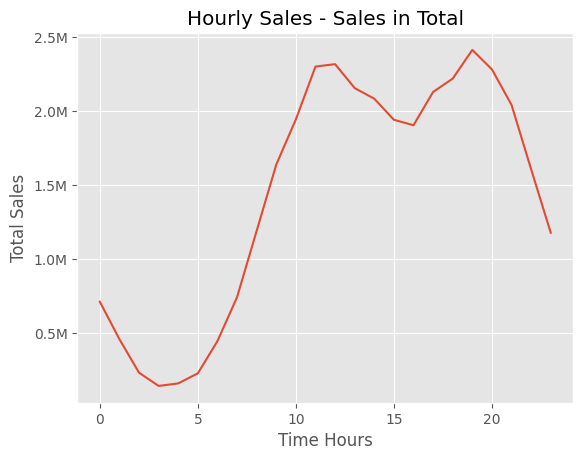 Hourly Sales - Sales in Total
2.5M
2.0M
1.5M
1.0M
0.5M
Total Sales
0 5 10 15 20
Time Hours